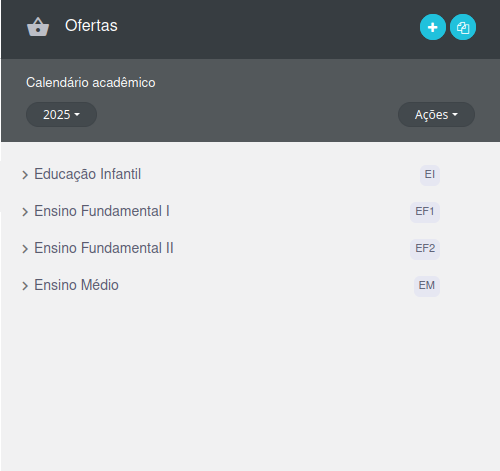 Ofertas
Calendário acadêmico
2025 Ações
Educação Infantil EI
Ensino Fundamental I EF1
Ensino Fundamental II EF2
Ensino Médio EM